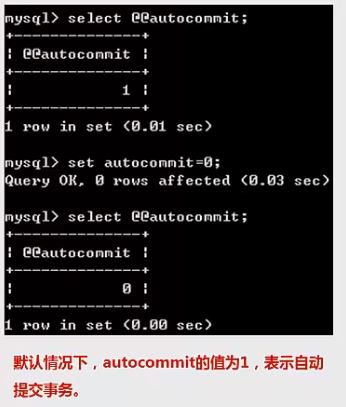 mysql> select @@autocommit;
+--------------+
| @@autocommit |
+--------------+
|            1 |
+--------------+
1 row in set (0.01 sec)
mysql> set autocommit=0;
Query OK, 0 rows affected (0.03 sec)
mysql> select @@autocommit;
+--------------+
| @@autocommit |
+--------------+
|            0 |
+--------------+
1 row in set (0.00 sec)
默认情况下，autocommit的值为1，表示自动
提交事务。